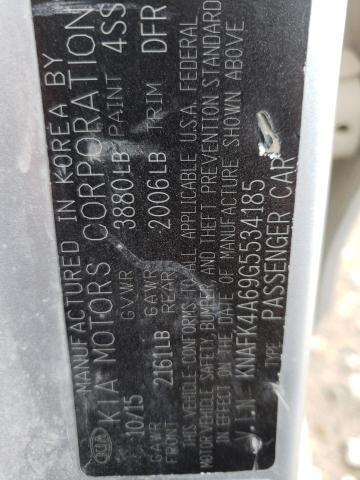 MANUFACTURED IN KOREA BY
KIA KIA MOTORS CORPORATION
10/15 GVWR 3880LB PAINT 4SS
GAWR FRONT 2161LB GAWR REAR 2006LB TRIM DFR
THIS VEHICLE CONFORMS TO ALL APPLICABLE U.S.A. FEDERAL
MOTOR VEHICLE SAFETY, BUMPER, AND THEFT PREVENTION STANDARD
IN EFFECT ON THE DATE OF MANUFACTURE SHOWN ABOVE.
V.I.N: KNAFK4A69G5534185
TYPE: PASSENGER CAR